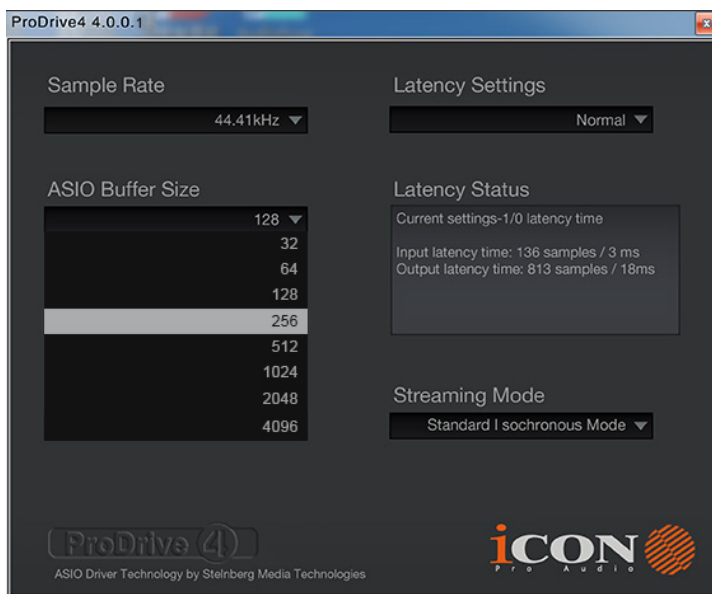 ProDrive4 4.0.0.1
x
Sample Rate
44.41kHz
Latency Settings
Normal
ASIO Buffer Size
128
32
64
128
256
512
1024
2048
4096
Latency Status
Current settings-1/0 latency time
Input latency time: 136 samples / 3 ms
Output latency time: 813 samples / 18ms
Streaming Mode
Standard I sochronous Mode
ProDrive 4
ASIO Driver Technology by Stelnberg Media Technologies
iCON
Pro Audio